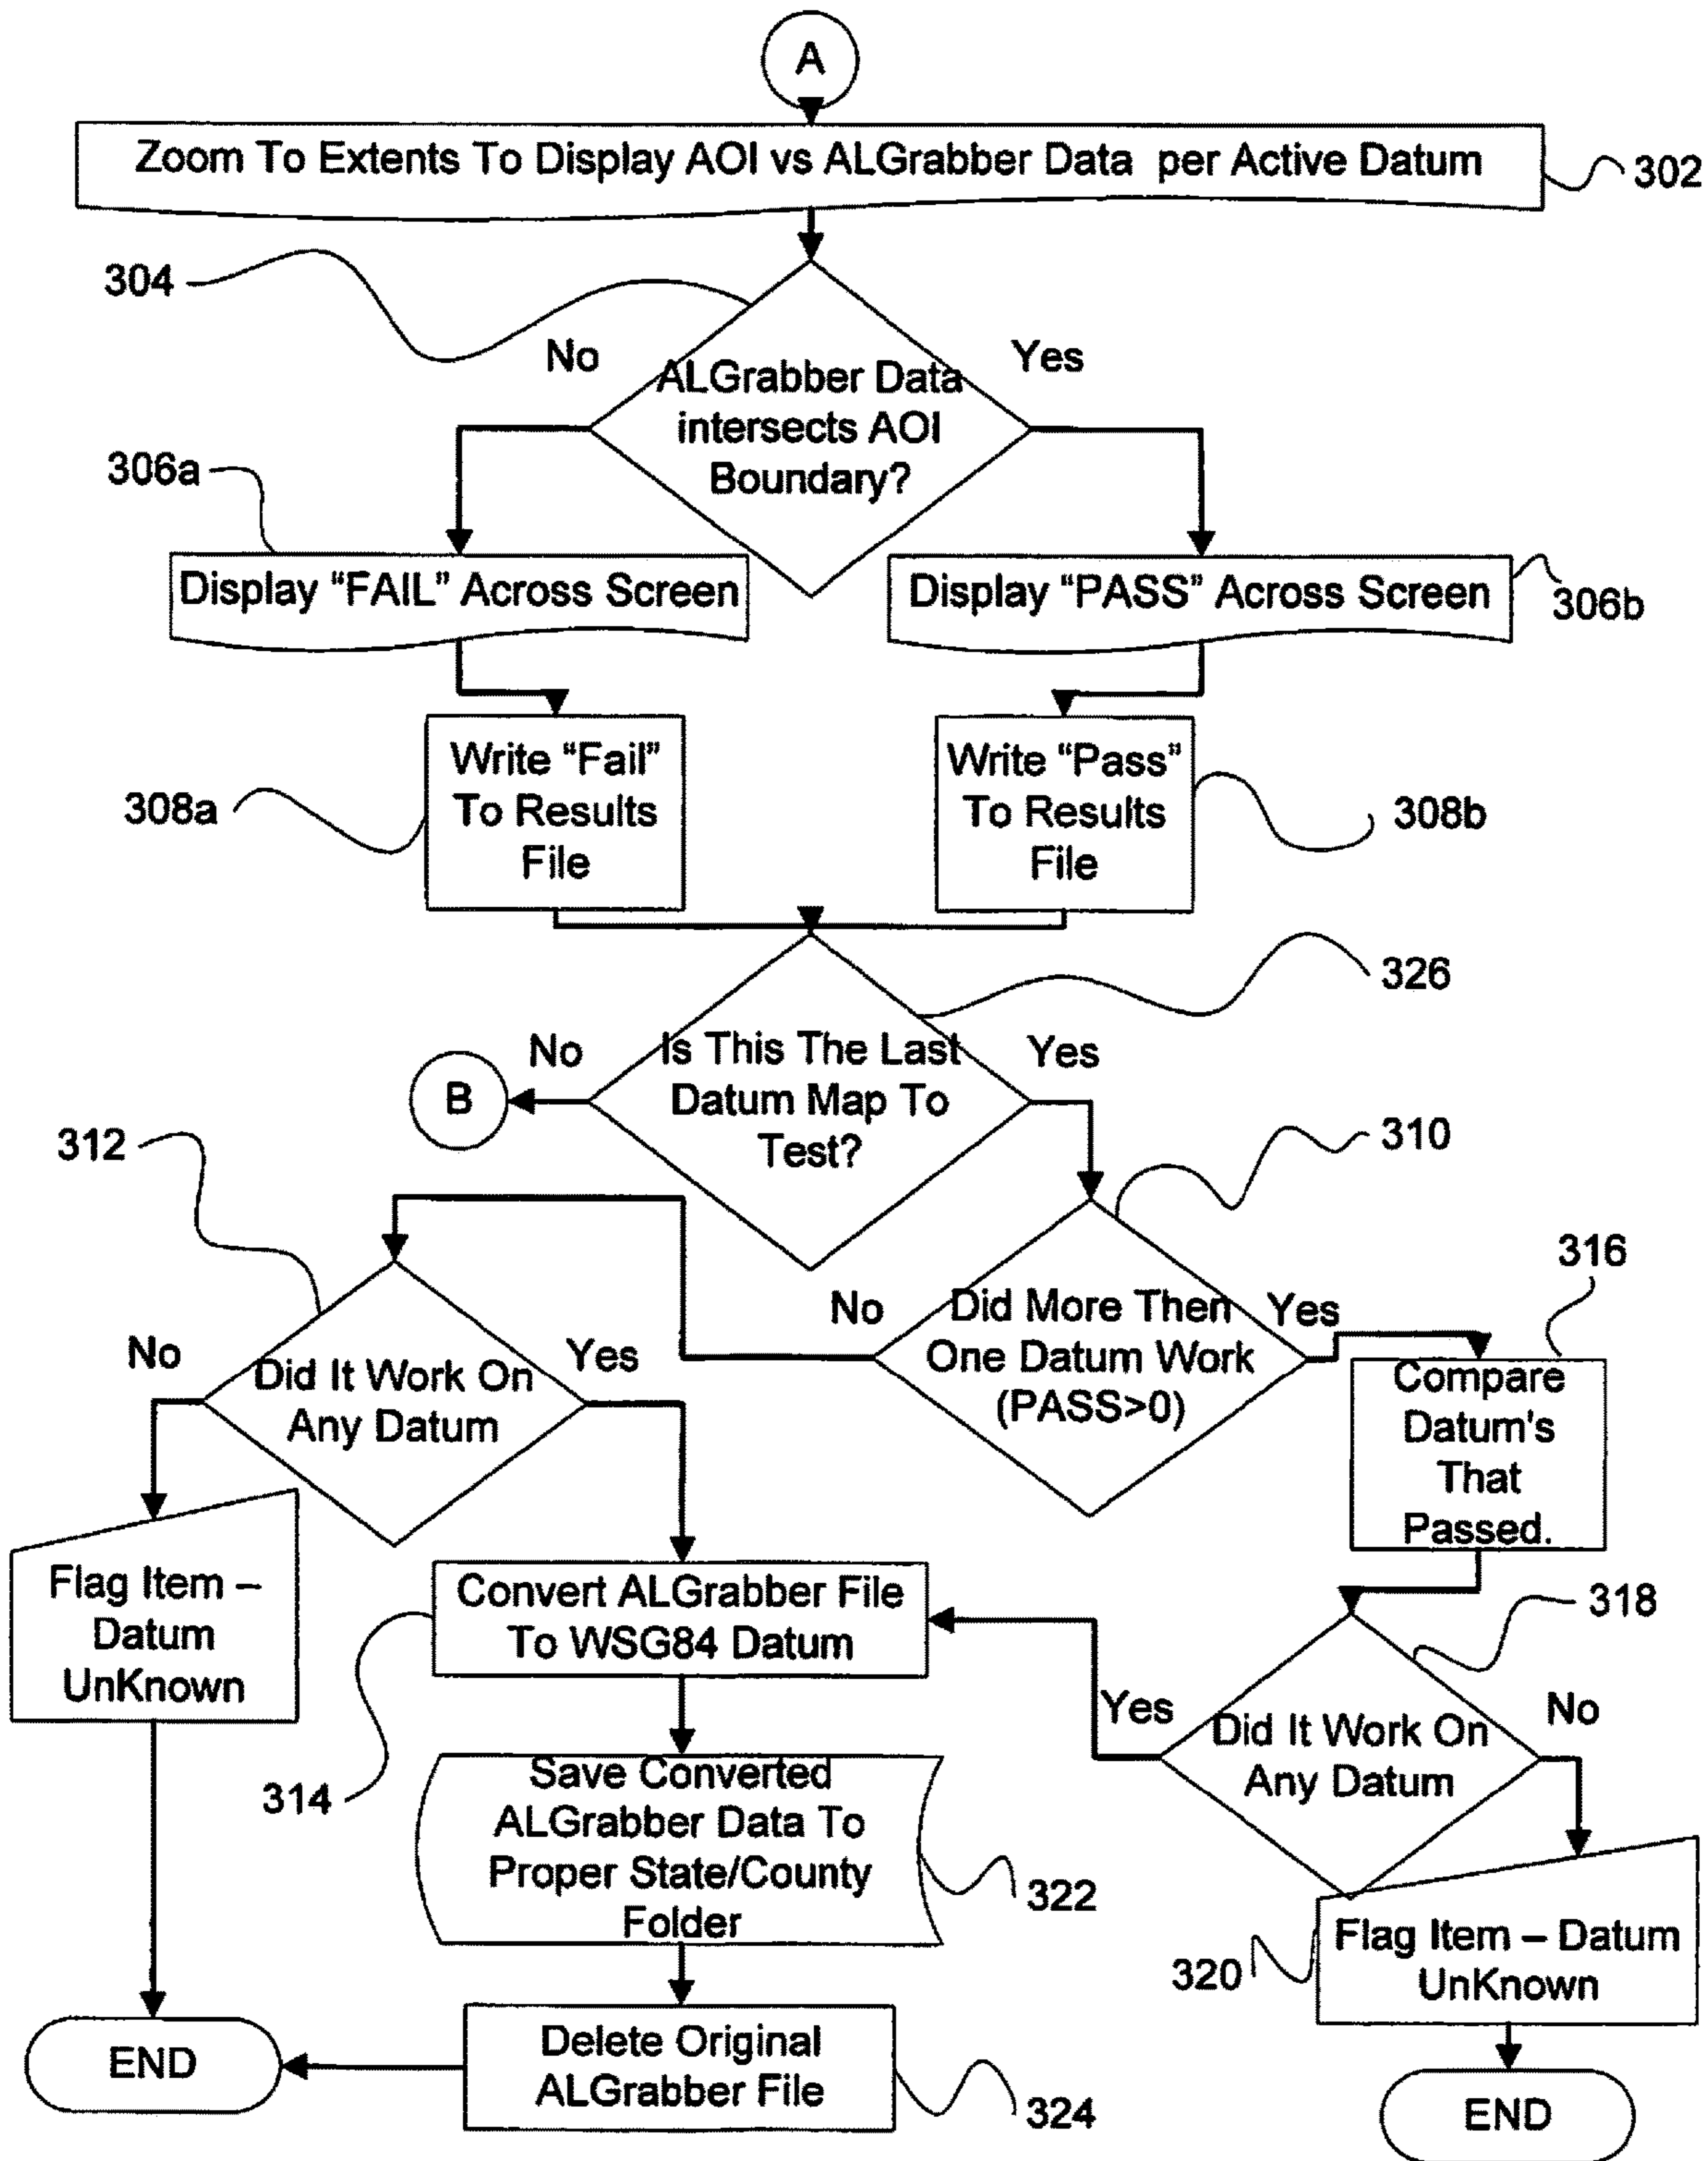 A
Zoom To Extents To Display AOI vs ALGrabber Data per Active Datum
302
304
No
Yes
ALGrabber Data
intersects AOI
Boundary?
306a
Display “FAIL” Across Screen
Display “PASS” Across Screen
306b
Write “Fail”
To Results
File
308a
Write “Pass”
To Results
File
308b
326
No
Yes
Is This The Last
Datum Map To
Test?
B
312
310
316
No
Yes
Did More Then
One Datum Work
(PASS>0)
No
Yes
Did It Work On
Any Datum
Compare
Datum's
That
Passed.
Flag Item –
Datum
UnKnown
Convert ALGrabber File
To WSG84 Datum
318
314
Yes
No
Did It Work On
Any Datum
Save Converted
ALGrabber Data To
Proper State/County
Folder
322
320
Flag Item – Datum
UnKnown
END
Delete Original
ALGrabber File
324
END